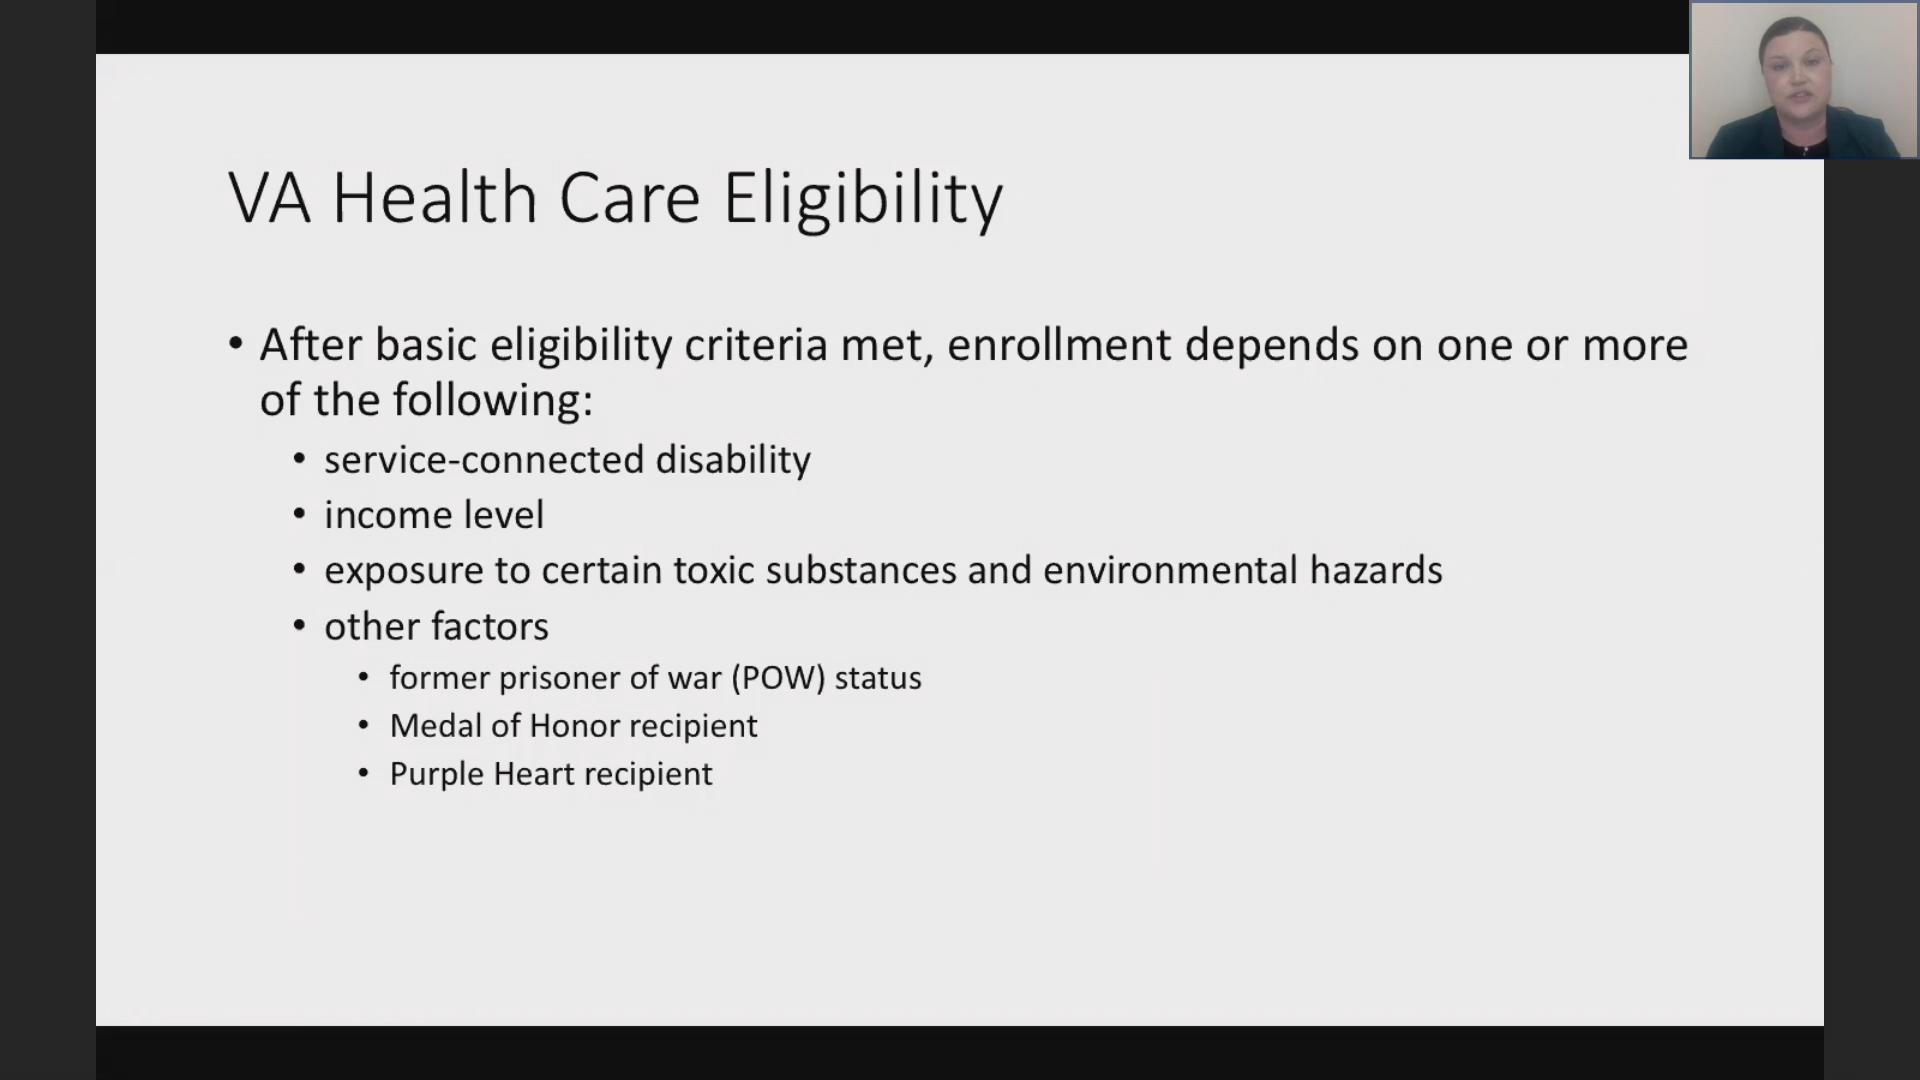 VA Health Care Eligibility
• After basic eligibility criteria met, enrollment depends on one or more
of the following:
• service-connected disability
• income level
• exposure to certain toxic substances and environmental hazards
• other factors
• former prisoner of war (POW) status
• Medal of Honor recipient
• Purple Heart recipient